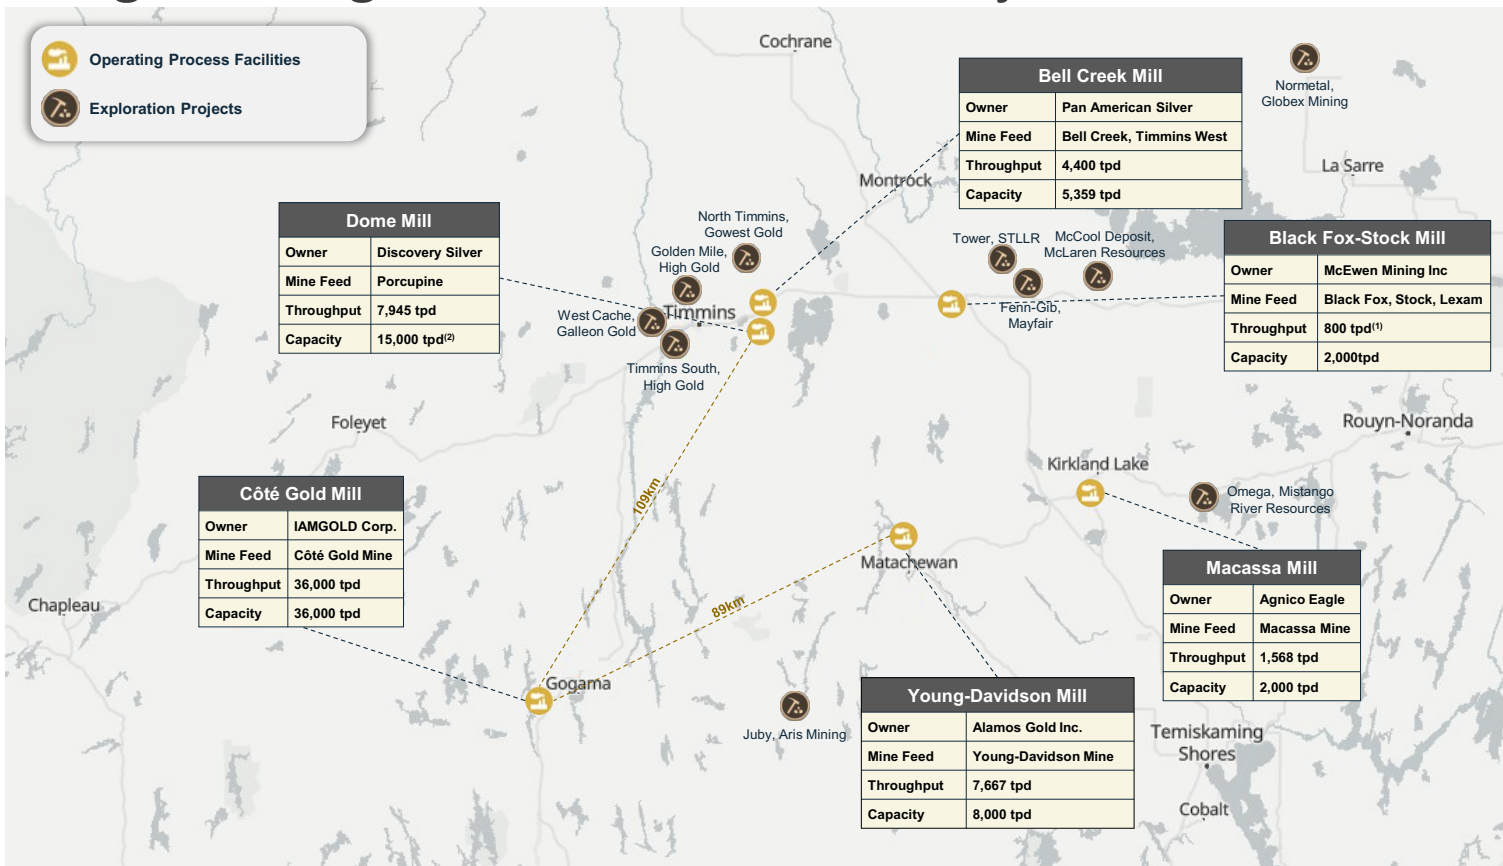 Operating Process Facilities
Exploration Projects
Cochrane
Normetal,
Globex Mining
La Sarre
Montrock
Bell Creek Mill
Owner Pan American Silver
Mine Feed Bell Creek, Timmins West
Throughput 4,400 tpd
Capacity 5,359 tpd
Dome Mill
Owner Discovery Silver
Mine Feed Porcupine
Throughput 7,945 tpd
Capacity 15,000 tpd(2)
North Timmins,
Gowest Gold
Golden Mile,
High Gold
West Cache,
Galleon Gold
Timmins
Timmins South,
High Gold
Tower, STLLR
McCool Deposit,
McLaren Resources
Fenn-Gib,
Mayfair
Black Fox-Stock Mill
Owner McEwen Mining Inc
Mine Feed Black Fox, Stock, Lexam
Throughput 800 tpd(1)
Capacity 2,000tpd
Foleyet
Rouyn-Noranda
Kirkland Lake
Omega, Mistango
River Resources
109km
89km
Côté Gold Mill
Owner IAMGOLD Corp.
Mine Feed Côté Gold Mine
Throughput 36,000 tpd
Capacity 36,000 tpd
Chapleau
Gogama
Matachewan
Macassa Mill
Owner Agnico Eagle
Mine Feed Macassa Mine
Throughput 1,568 tpd
Capacity 2,000 tpd
Juby, Aris Mining
Young-Davidson Mill
Owner Alamos Gold Inc.
Mine Feed Young-Davidson Mine
Throughput 7,667 tpd
Capacity 8,000 tpd
Temiskaming
Shores
Cobalt